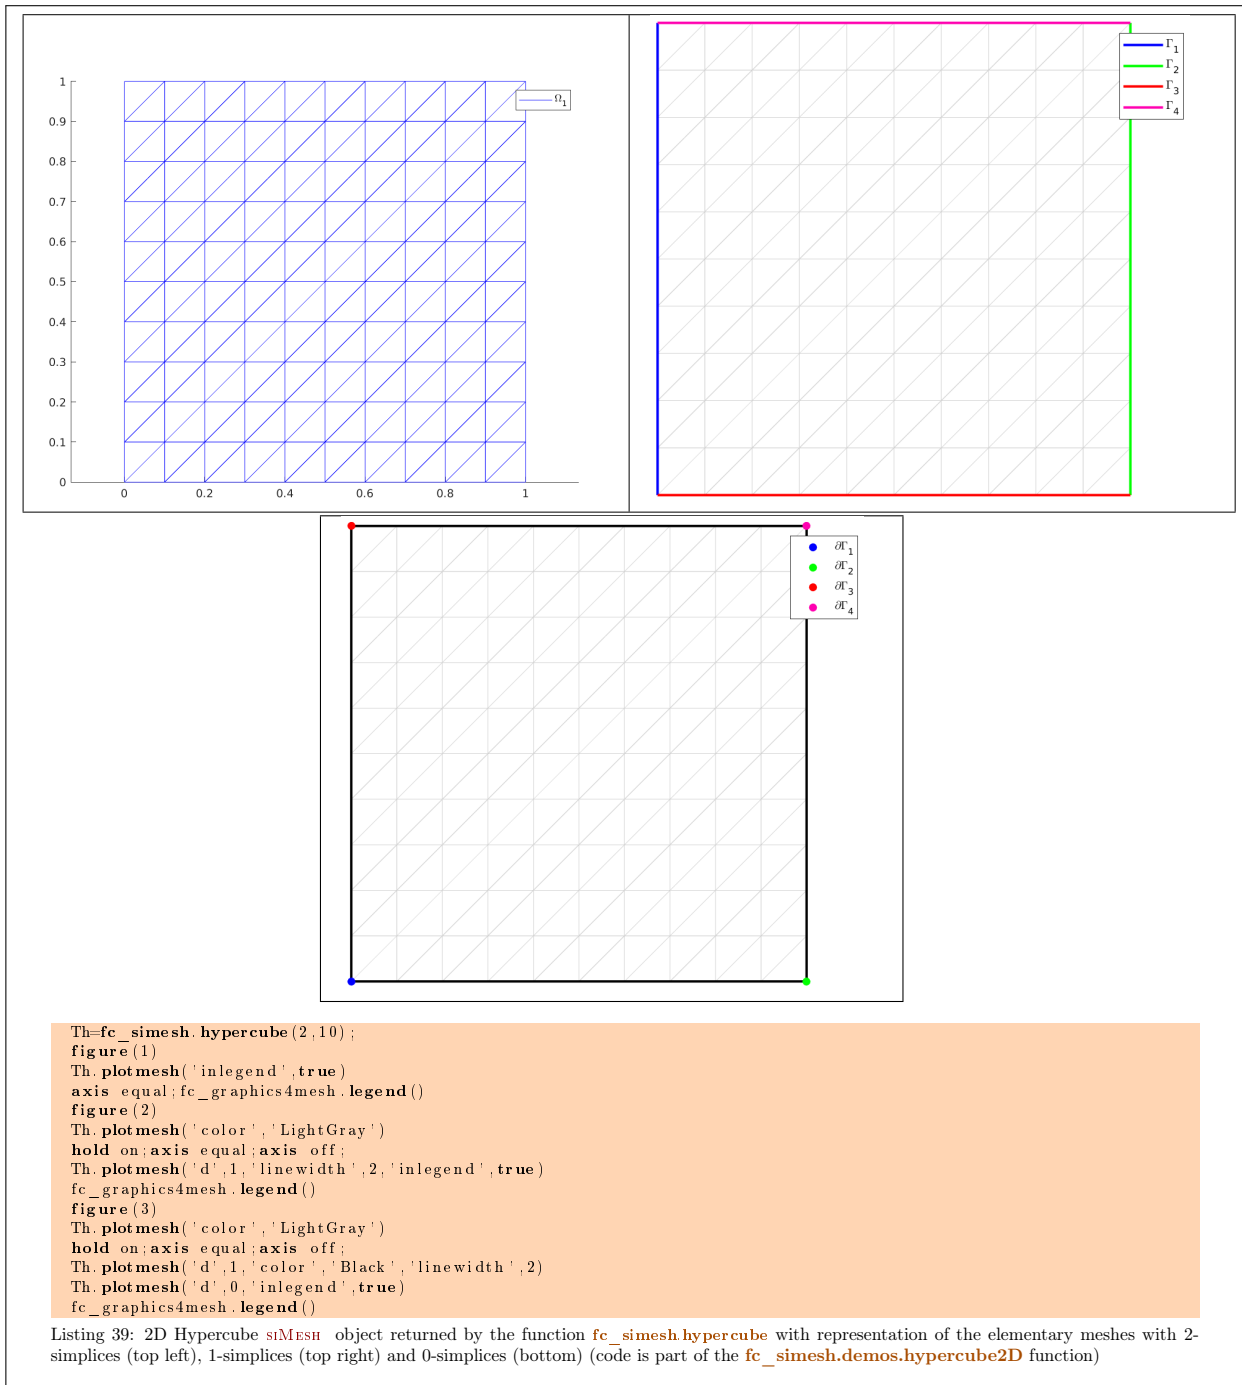 1
0.9
0.8
0.7
0.6
0.5
0.4
0.3
0.2
0.1
0
0 0.2 0.4 0.6 0.8 1
Ω1
Γ1
Γ2
Γ3
Γ4
∂Γ1
∂Γ2
∂Γ3
∂Γ4
Th=fc_simesh.hypercube(2,10);
figure(1)
Th.plotmesh('inlegend',true)
axis equal;fc_graphics4mesh.legend()
figure(2)
Th.plotmesh('color','LightGray')
hold on;axis equal;axis off;
Th.plotmesh('d',1,'linewidth',2,'inlegend',true)
fc_graphics4mesh.legend()
figure(3)
Th.plotmesh('color','LightGray')
hold on;axis equal;axis off;
Th.plotmesh('d',1,'color','Black','linewidth',2)
Th.plotmesh('d',0,'inlegend',true)
fc_graphics4mesh.legend()
Listing 39: 2D Hypercube siMesh object returned by the function fc_simesh.hypercube with representation of the elementary meshes with 2-
simplices (top left), 1-simplices (top right) and 0-simplices (bottom) (code is part of the fc_simesh.demos.hypercube2D function)